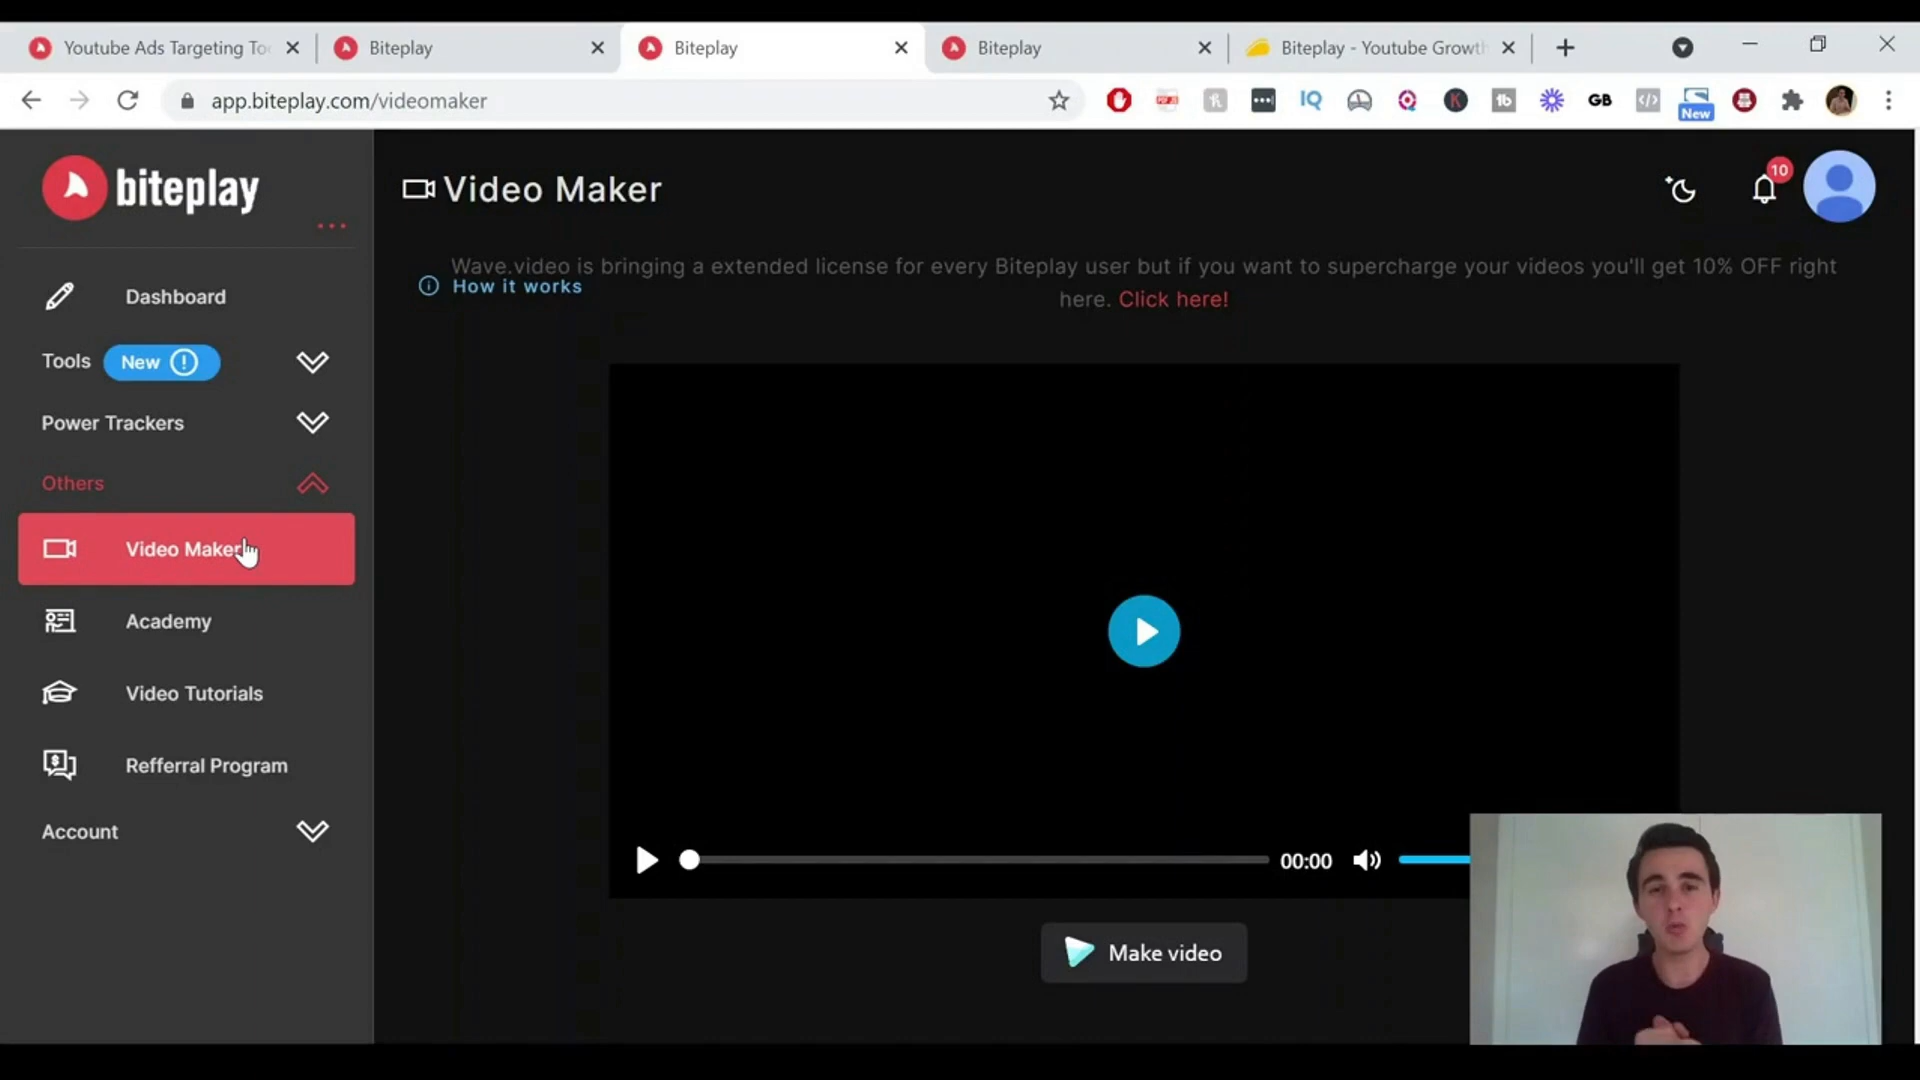 Youtube Ads Targeting To
Biteplay
Biteplay
Biteplay
Biteplay - Youtube Growth
app.biteplay.com/videomaker
IQ
GB
New
biteplay
Video Maker
10
Wave.video is bringing a extended license for every Biteplay user but if you want to supercharge your videos you'll get 10% OFF right
here. Click here!
How it works
Dashboard
Tools New
Power Trackers
Others
Video Maker
Academy
Video Tutorials
Refferral Program
Account
00:00
Make video